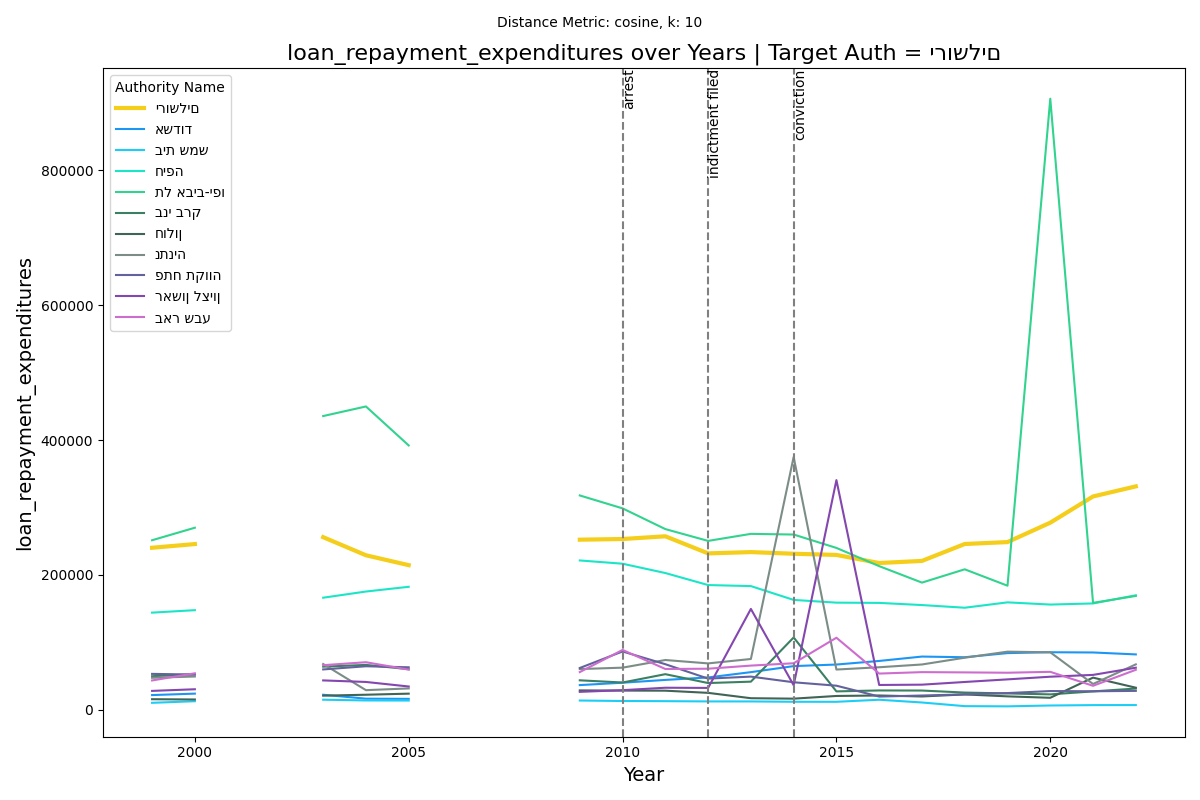 Distance Metric: cosine, k: 10
loan_repayment_expenditures over Years | Target Auth = ירושלים
Authority Name
ירושלים
אשדוד
בית שמש
חיפה
תל אביב-יפו
בני ברק
חולון
נתניה
פתח תקווה
ראשון לציון
באר שבע
arrest
indictment filed
conviction
800000
600000
400000
200000
0
loan_repayment_expenditures
2000
2005
2010
2015
2020
Year